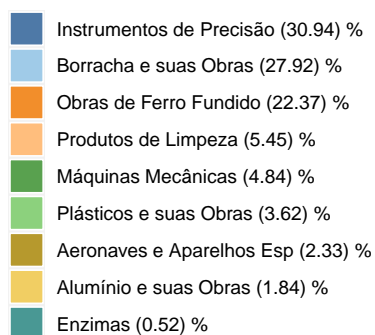 Instrumentos de Precisão (30.94) %
Borracha e suas Obras (27.92) %
Obras de Ferro Fundido (22.37) %
Produtos de Limpeza (5.45) %
Máquinas Mecânicas (4.84) %
Plásticos e suas Obras (3.62) %
Aeronaves e Aparelhos Esp (2.33) %
Alumínio e suas Obras (1.84) %
Enzimas (0.52) %